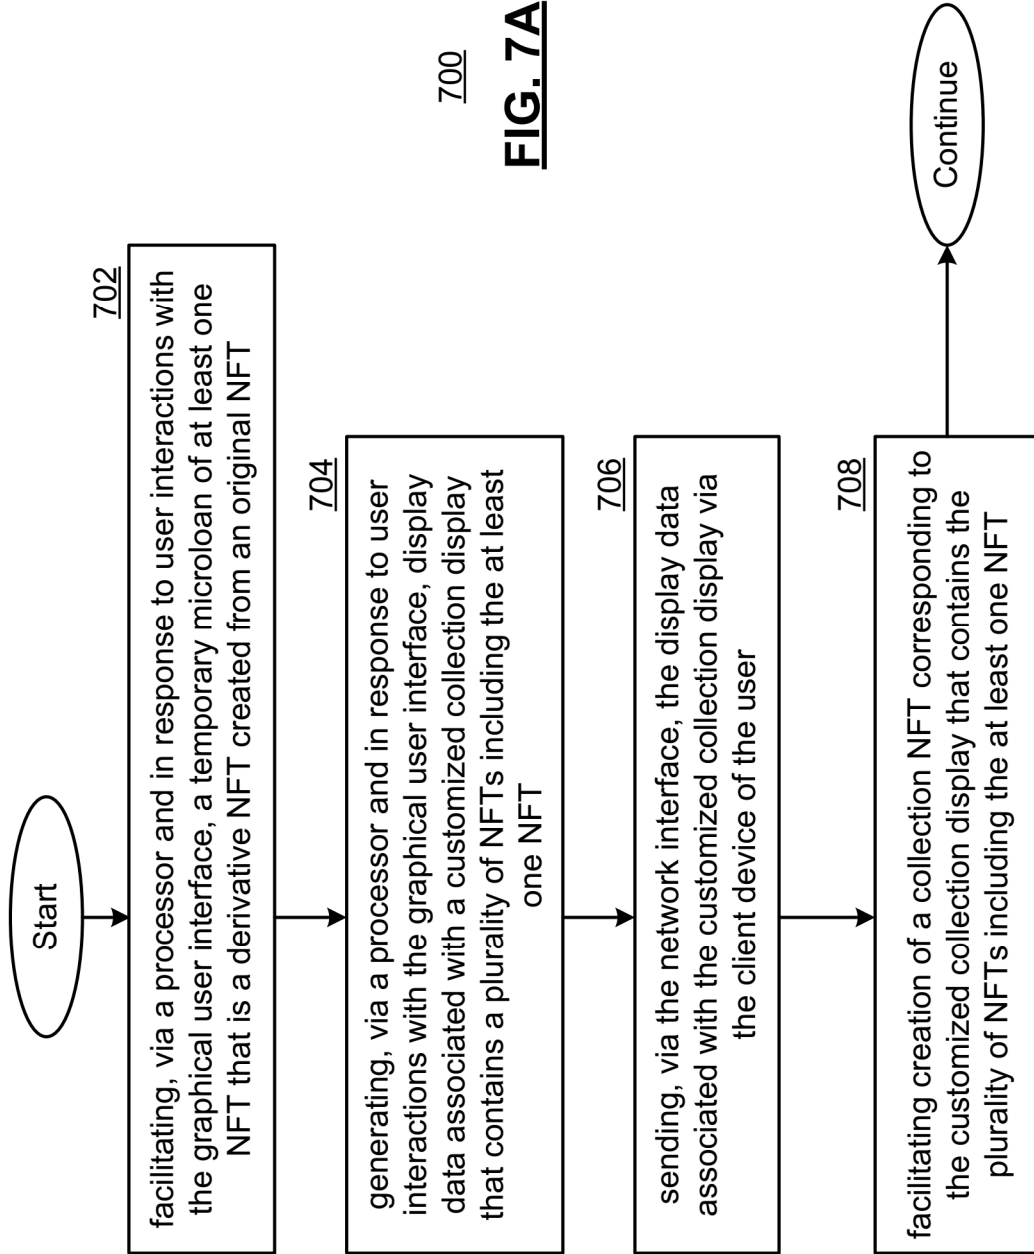 Start
702
facilitating, via a processor and in response to user interactions with
the graphical user interface, a temporary microloan of at least one
NFT that is a derivative NFT created from an original NFT
704
generating, via a processor and in response to user
interactions with the graphical user interface, display
data associated with a customized collection display
that contains a plurality of NFTs including the at least
one NFT
706
sending, via the network interface, the display data
associated with the customized collection display via
the client device of the user
708
facilitating creation of a collection NFT corresponding to
the customized collection display that contains the
plurality of NFTs including the at least one NFT
Continue
700
FIG. 7A